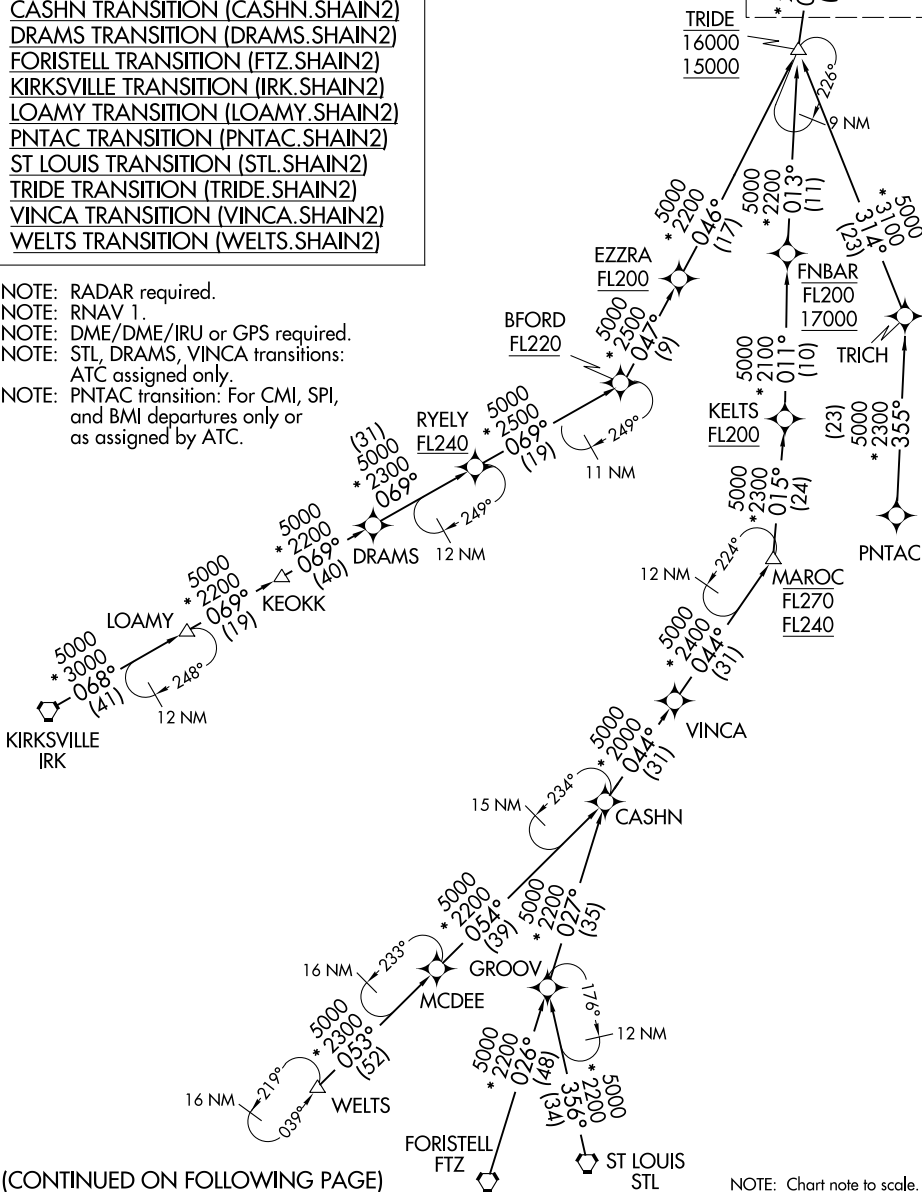 CASHN TRANSITION (CASHN.SHAIN2)
DRAMS TRANSITION (DRAMS.SHAIN2)
FORISTELL TRANSITION (FTZ.SHAIN2)
KIRKSVILLE TRANSITION (IRK.SHAIN2)
LOAMY TRANSITION (LOAMY.SHAIN2)
PNTAC TRANSITION (PNTAC.SHAIN2)
ST LOUIS TRANSITION (STL.SHAIN2)
TRIDE TRANSITION (TRIDE.SHAIN2)
VINCA TRANSITION (VINCA.SHAIN2)
WELTS TRANSITION (WELTS.SHAIN2)
NOTE: RADAR required.
NOTE: RNAV 1.
NOTE: DME/DME/IRU or GPS required.
NOTE: STL, DRAMS, VINCA transitions:
ATC assigned only.
NOTE: PNTAC transition: For CMI, SPI,
and BMI departures only or
as assigned by ATC.
TRIDE
16000
15000
226°
9 NM
5000
* 2200
046°
(17)
5000
* 2200
013°
(11)
5000
* 3100
314°
(23)
EZZRA
FL200
FNBAR
FL200
17000
TRICH
BFORD
FL220
5000
* 2500
047°
(9)
249°
11 NM
5000
* 2100
011°
(10)
KELTS
FL200
(23)
5000
* 2300
355°
PNTAC
RYELY
FL240
5000
* 2500
069°
(19)
249°
12 NM
(31)
5000
* 2300
069°
DRAMS
5000
* 2300
015°
(24)
224°
12 NM
MAROC
FL270
FL240
5000
* 2200
069°
(40)
KEOKK
5000
* 2200
069°
(19)
LOAMY
248°
12 NM
5000
* 3000
068°
(41)
KIRKSVILLE
IRK
5000
* 2400
044°
(31)
VINCA
5000
* 2000
044°
(31)
234°
15 NM
CASHN
5000
* 2200
054°
(39)
5000
* 2200
027°
(35)
233°
16 NM
MCDEE
GROOV
176°
12 NM
5000
* 2300
053°
(52)
219°
039°
16 NM
WELTS
5000
* 2200
026°
(48)
5000
* 2200
356°
(34)
FORISTELL
FTZ
ST LOUIS
STL
(CONTINUED ON FOLLOWING PAGE)
NOTE: Chart note to scale.